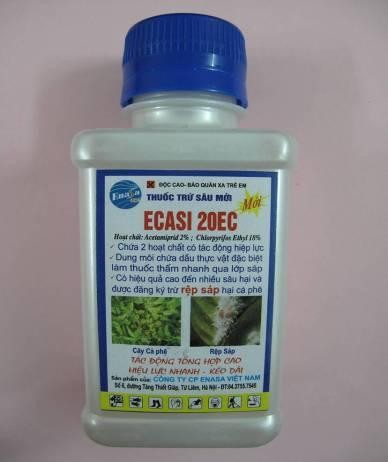 Enasa
ĐỘC CAO- BẢO QUẢN XA TRẺ EM
THUỐC TRỪ SÂU MỚI
ECASI 20EC
Mới
Hoạt chất: Acetamiprid 2% ; Chlorpyrifos Ethyl 18%
Chứa 2 hoạt chất có tác động hiệp lực
Dung môi chứa dầu thực vật đặc biệt
làm thuốc thấm nhanh qua lớp sáp
Có hiệu quả cao đến nhiều sâu hại và
được đăng ký trừ rệp sáp hại cà phê
Cây Cà phê
Rệp Sáp
TÁC ĐỘNG TỔNG HỢP CAO
HIỆU LỰC NHANH - KÉO DÀI
Sản phẩm của: CÔNG TY CP ENASA VIỆT NAM
Số 6, đường Tăng Thiết Giáp, Từ Liêm, Hà Nội - ĐT:04.3755.7545